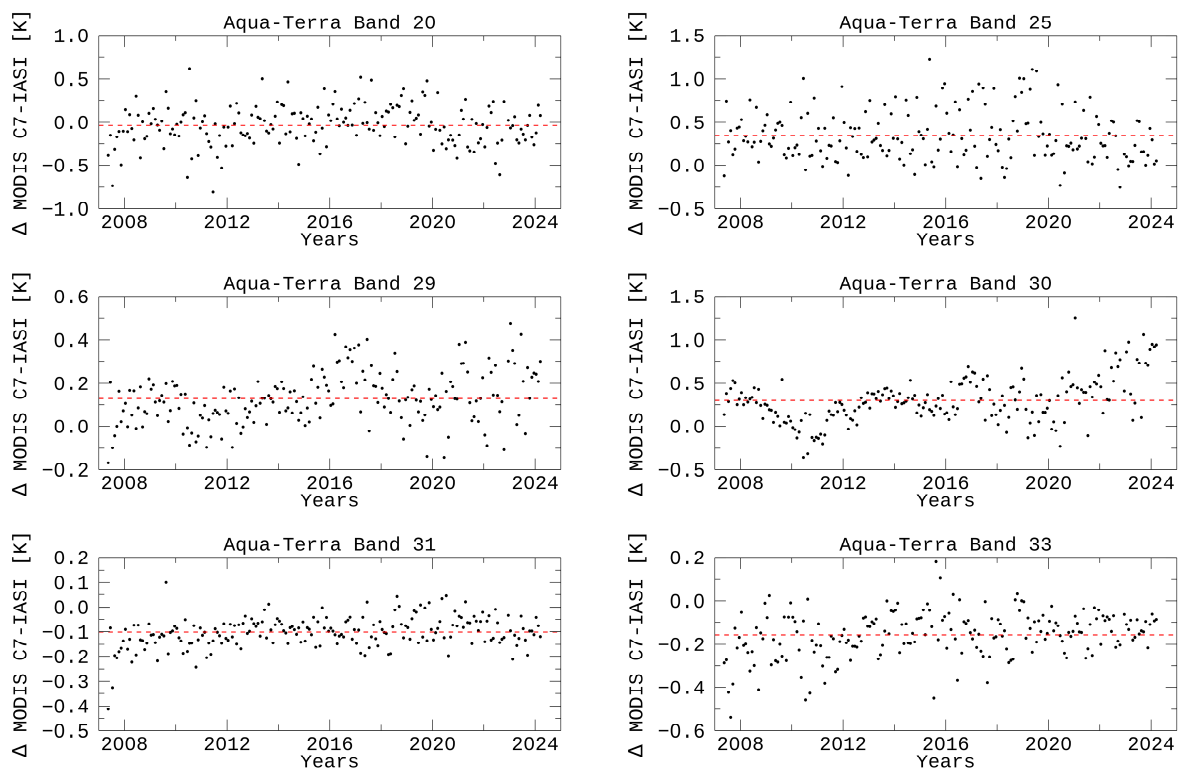 Aqua-Terra Band 20
Δ MODIS C7-IASI [K]
1.0
0.5
0.0
−0.5
−1.0
2008 2012 2016 2020 2024
Years
Aqua-Terra Band 25
Δ MODIS C7-IASI [K]
1.5
1.0
0.5
0.0
−0.5
2008 2012 2016 2020 2024
Years
Aqua-Terra Band 29
Δ MODIS C7-IASI [K]
0.6
0.4
0.2
0.0
−0.2
2008 2012 2016 2020 2024
Years
Aqua-Terra Band 30
Δ MODIS C7-IASI [K]
1.5
1.0
0.5
0.0
−0.5
2008 2012 2016 2020 2024
Years
Aqua-Terra Band 31
Δ MODIS C7-IASI [K]
0.2
0.1
0.0
−0.1
−0.2
−0.3
−0.4
−0.5
2008 2012 2016 2020 2024
Years
Aqua-Terra Band 33
Δ MODIS C7-IASI [K]
0.2
0.0
−0.2
−0.4
−0.6
2008 2012 2016 2020 2024
Years